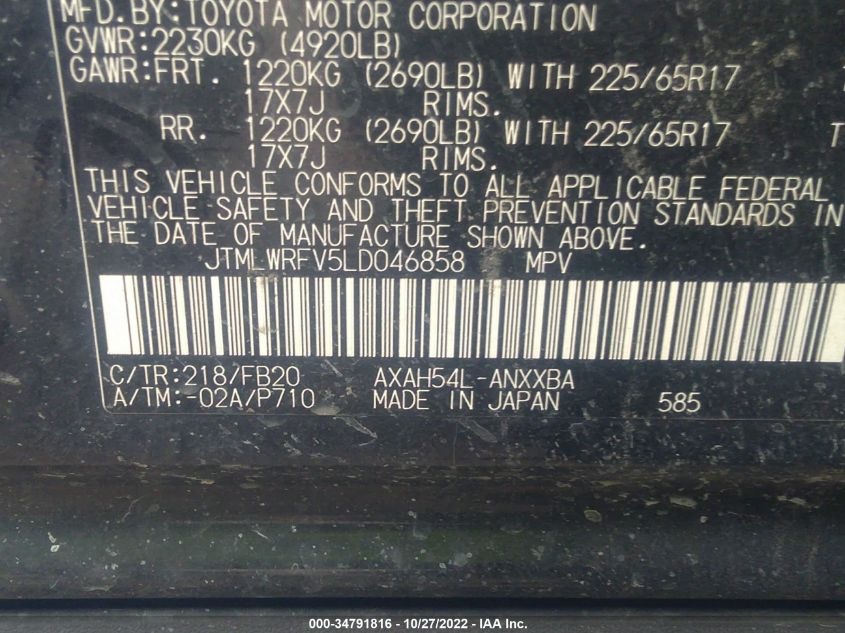 MFD.BY:TOYOTA MOTOR CORPORATION
GVWR:2230KG (4920LB)
GAWR:FRT. 1220KG (2690LB) WITH 225/65R17
17X7J RIMS.
RR. 1220KG (2690LB) WITH 225/65R17 T
17X7J RIMS.
THIS VEHICLE CONFORMS TO ALL APPLICABLE FEDERAL
VEHICLE SAFETY AND THEFT PREVENTION STANDARDS IN
THE DATE OF MANUFACTURE SHOWN ABOVE.
JTMLWRFV5LD046858 MPV
C/TR:218/FB20 AXAH54L-ANXXBA
A/TM:-02A/P710 MADE IN JAPAN 585
000-34791816 - 10/27/2022 - IAA Inc.